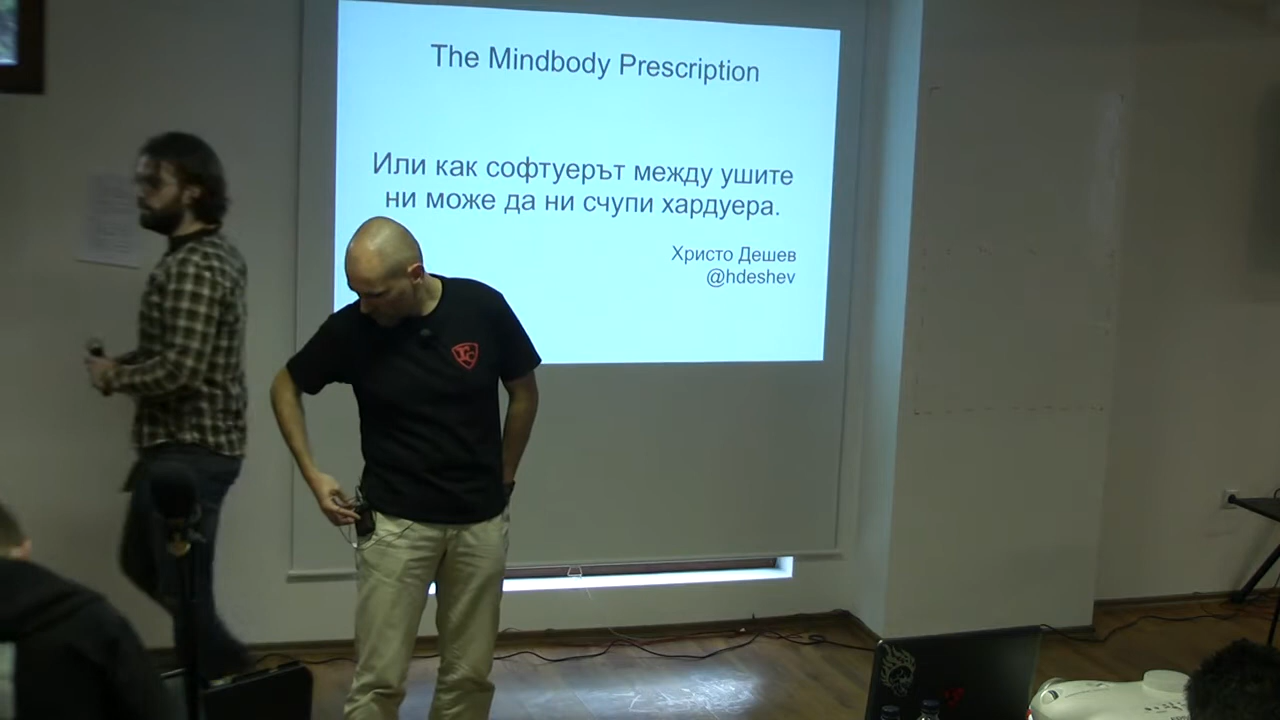 The Mindbody Prescription
Или как софтуерът между ушите
ни може да ни счупи хардуера.
Христо Дешев
@hdeshev